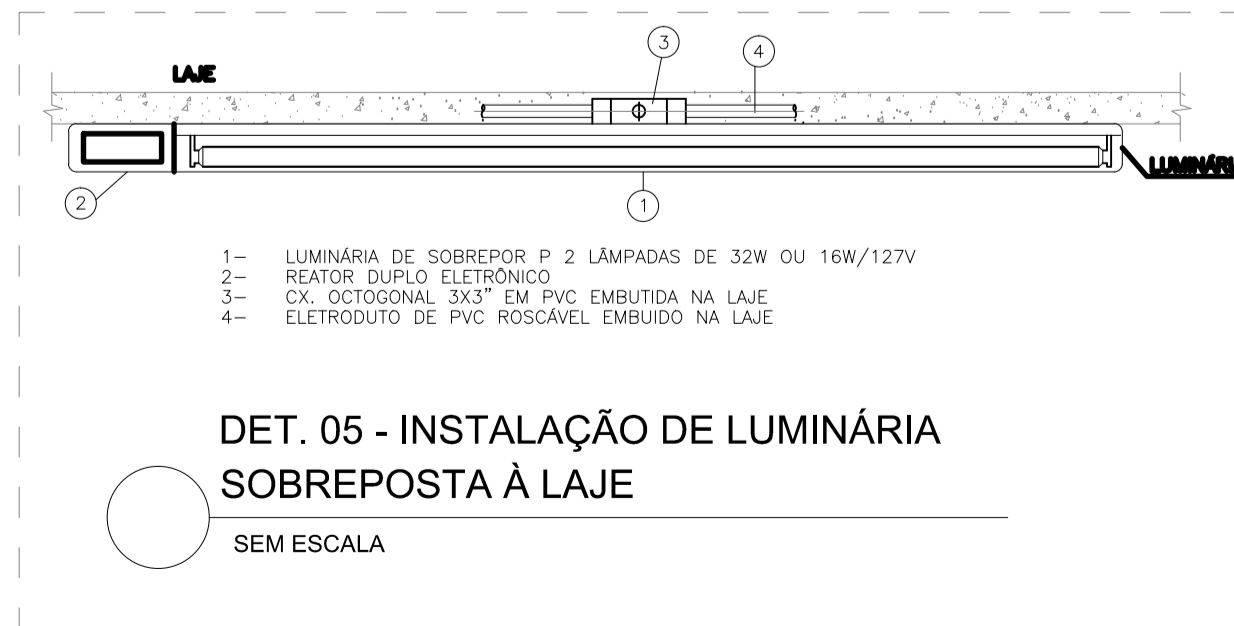 3
4
LAJE
2
1
1- LUMINÁRIA DE SOBREPOR P 2 LÂMPADAS DE 32W OU 16W/127V
2- REATOR DUPLO ELETRÔNICO
3- CX. OCTOGONAL 3X3" EM PVC EMBUTIDA NA LAJE
4- ELETRODUTO DE PVC ROSCÁVEL EMBUIDO NA LAJE
DET. 05 - INSTALAÇÃO DE LUMINÁRIA
SOBREPOSTA À LAJE
SEM ESCALA